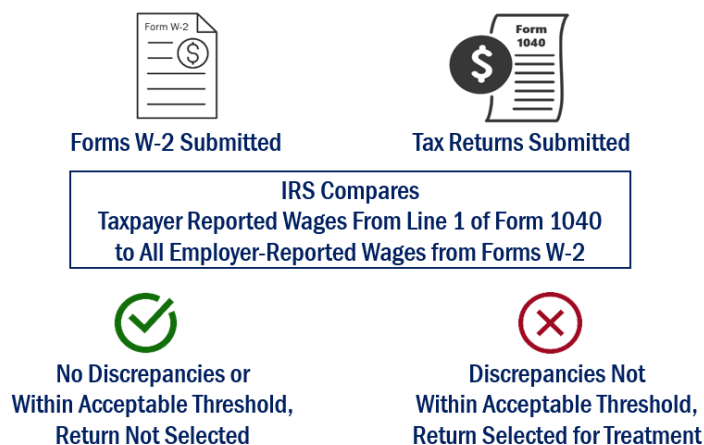 Form W-2
$
Form
1040
$
Forms W-2 Submitted
Tax Returns Submitted
IRS Compares
Taxpayer Reported Wages From Line 1 of Form 1040
to All Employer-Reported Wages from Forms W-2
No Discrepancies or
Within Acceptable Threshold,
Return Not Selected
Discrepancies Not
Within Acceptable Threshold,
Return Selected for Treatment